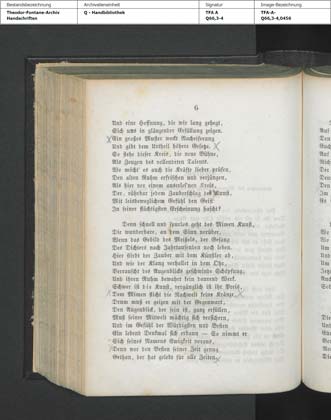 Bestandsbezeichnung
Archivalieneinheit
Signatur
Image-Bezeichnung
Theodor-Fontane-Archiv
Handschriften
Q - Handbibliothek
TFA A
Q66,3-4
TFA-A-
Q66,3-4,0456
6
Und eine Hoffnung, die wir lang gehegt,
Sich uns in glänzender Erfüllung zeigen.
Ein großes Muster weckt Nacheiferung
Und gibt dem Urtheil höhere Gesetze.
So stehe dieser Kreis, die neue Bühne,
Als Zeugen des vollendeten Talents.
Wo möcht' es auch die Kräfte lieber prüfen,
Den alten Ruhm erfrischen und verjüngen,
Als hier vor einem auserles'nen Kreis,
Der, rührbar jedem Zauberschlag der Kunst,
Mit leisbeweglichem Gefühl den Geist
In seiner flüchtigsten Erscheinung hascht?
Denn schnell und spurlos geht des Mimen Kunst,
Die wunderbare, an dem Sinn vorüber,
Wenn das Gebild des Meißels, der Gesang
Des Dichters nach Jahrtausenden noch leben.
Hier stirbt der Zauber mit dem Künstler ab,
Und wie der Klang verhallet in dem Ohr,
Verrauscht des Augenblicks geschwinde Schöpfung,
Und ihren Ruhm bewahrt kein dauernd Werk.
Schwer ist die Kunst, vergänglich ist ihr Preis,
Dem Mimen flicht die Nachwelt keine Kränze,
Drum muß er geizen mit der Gegenwart,
Den Augenblick, der sein ist, ganz erfüllen,
Muß seiner Mitwelt mächtig sich versichern,
Und im Gefühl der Würdigsten und Besten
Ein lebend Denkmal sich erbaun — So nimmt er
Sich seines Namens Ewigkeit voraus,
Denn wer den Besten seiner Zeit genug
Gethan, der hat gelebt für alle Zeiten.